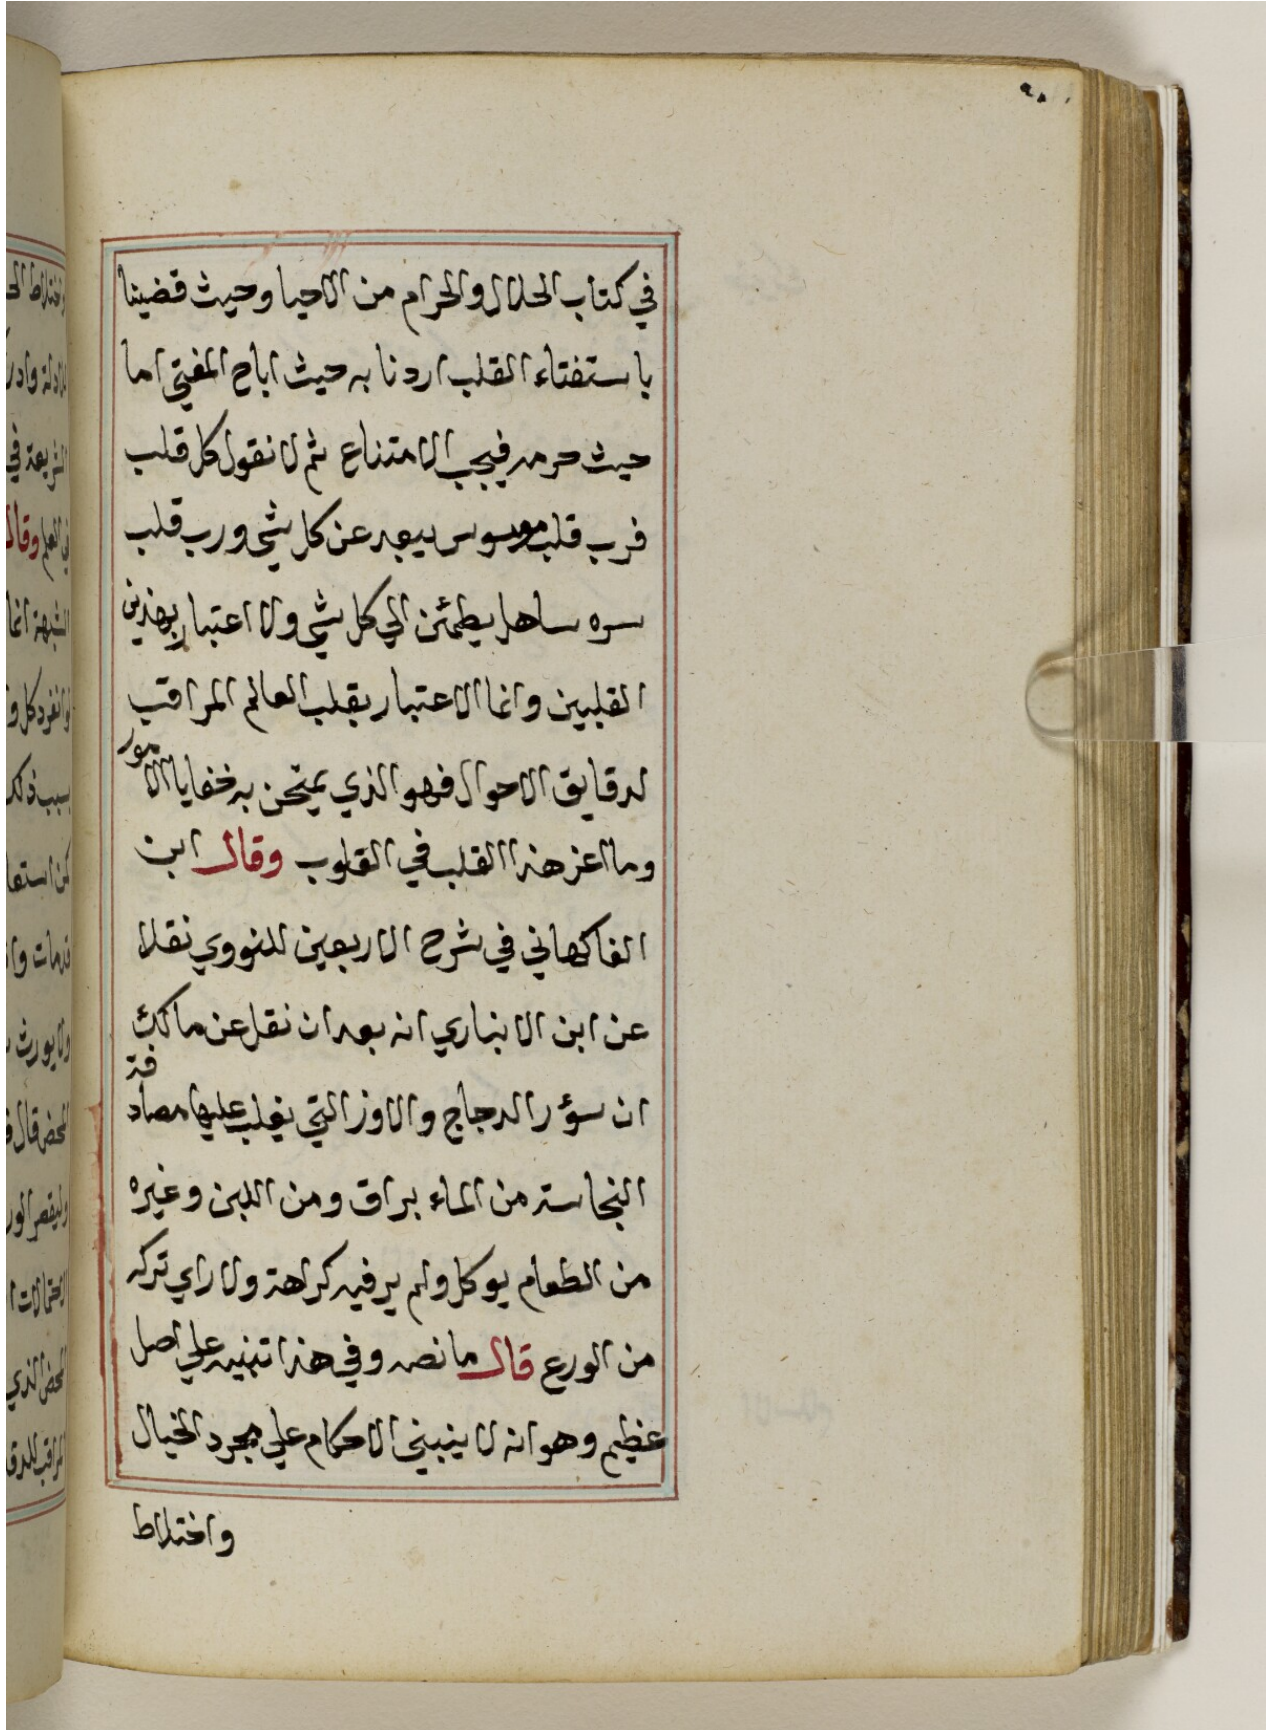 في كتاب الحلال والحرام من الاحيا وحيث قضينا
باستفتاء القلب اردنا به حيث اباح المفتي اما
حيث حرمه فيجب الامتناع ثم لا نقول كل قلب
فرب قلب موسوس يبعد عن كل شي ورب قلب
سره ساهل يطمئن الي كل شي ولا اعتبار بهذين
القلبين وانما الاعتبار بقلب العالم المراقب
لدقايق الاحوال فهو الذي يمتحن به خفايا الامور
وما اعز هذا القلب في القلوب وقال ابن
الفاكهاني في شرح الاربعين للنووي نقلا
عن ابن الانباري انه بعد ان نقل عن مالك
ان سؤر الدجاج والاوز التي يغلب عليها مصادفة
النجاسة من الماء يراق ومن اللبن وغيره
من الطعام يوكل ولم ير فيه كراهة ولا راي تركه
من الورع قال ما نصه وفي هذا تنبيه علي اصل
عظيم وهو انه لا ينبني الاحكام علي مجرد الخيال
واختلاط